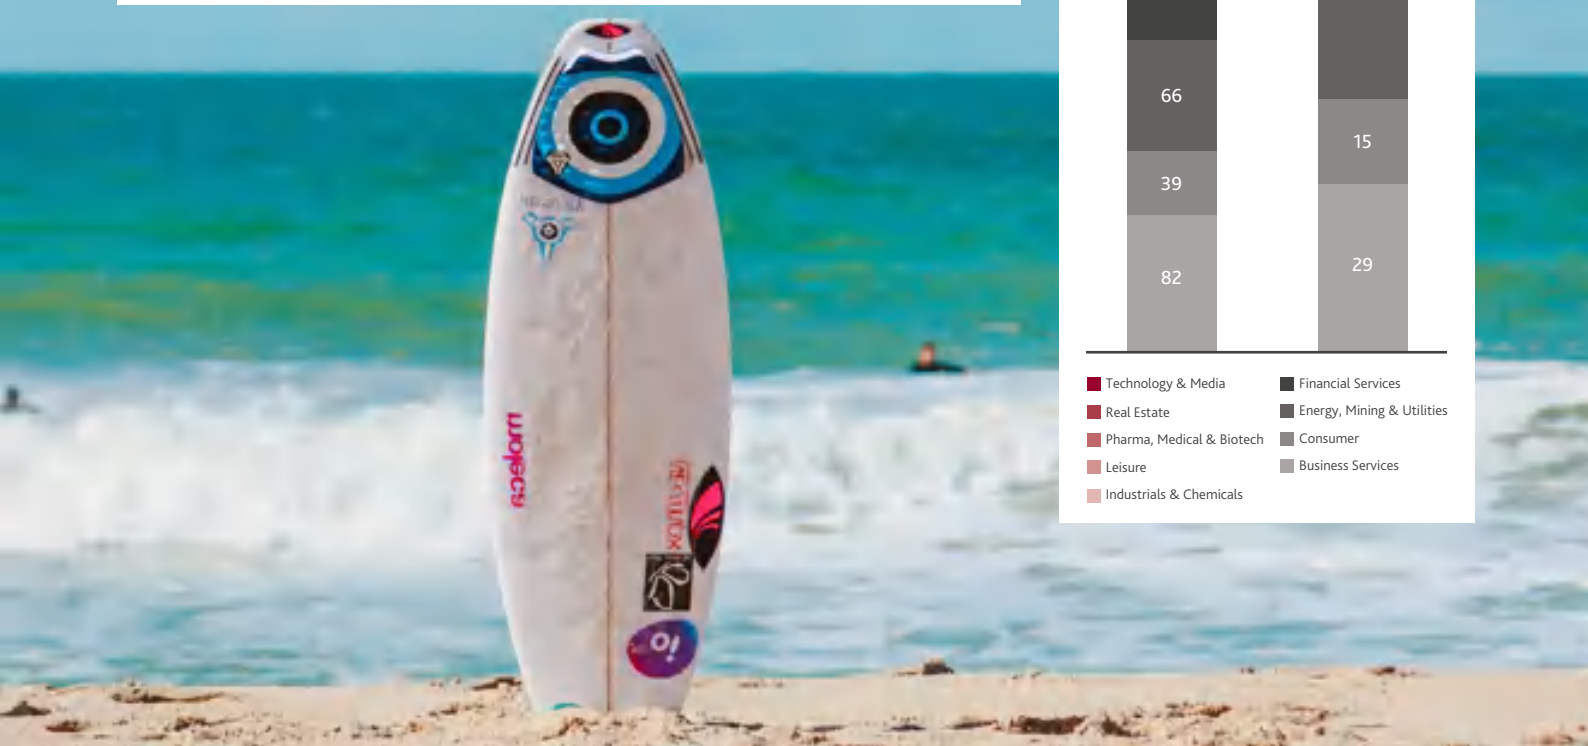 66
39
82
15
29
Technology & Media
Real Estate
Pharma, Medical & Biotech
Leisure
Industrials & Chemicals
Financial Services
Energy, Mining & Utilities
Consumer
Business Services
io